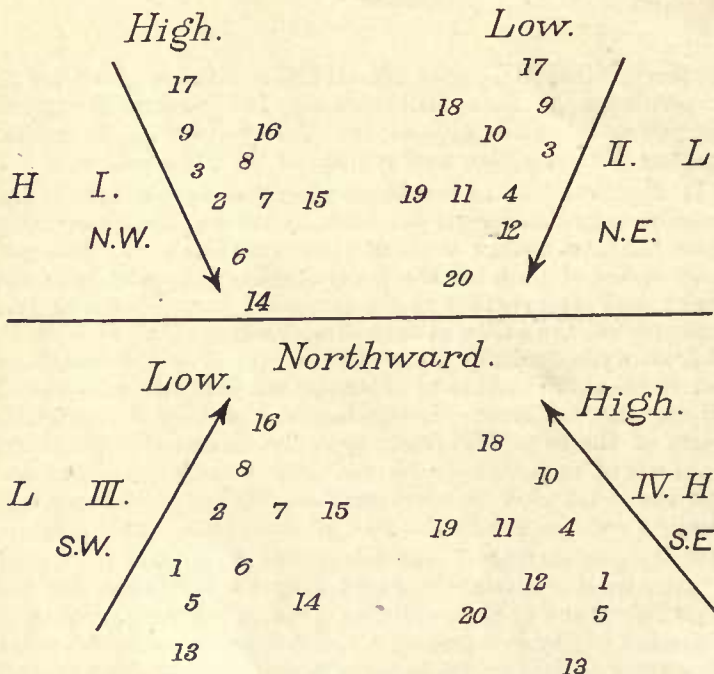 High. Low.
17 17
18 9
9 16 10
3 8 3
H I. II. L
2 7 15 19 11 4
N.W. 12 N.E.
6
20
14
Northward.
Low. High.
16 18
8 10
L III. IV. H
2 7 15 19 11 4
S.W. S.E
1 6 12 1
5 14 20 5
13 13